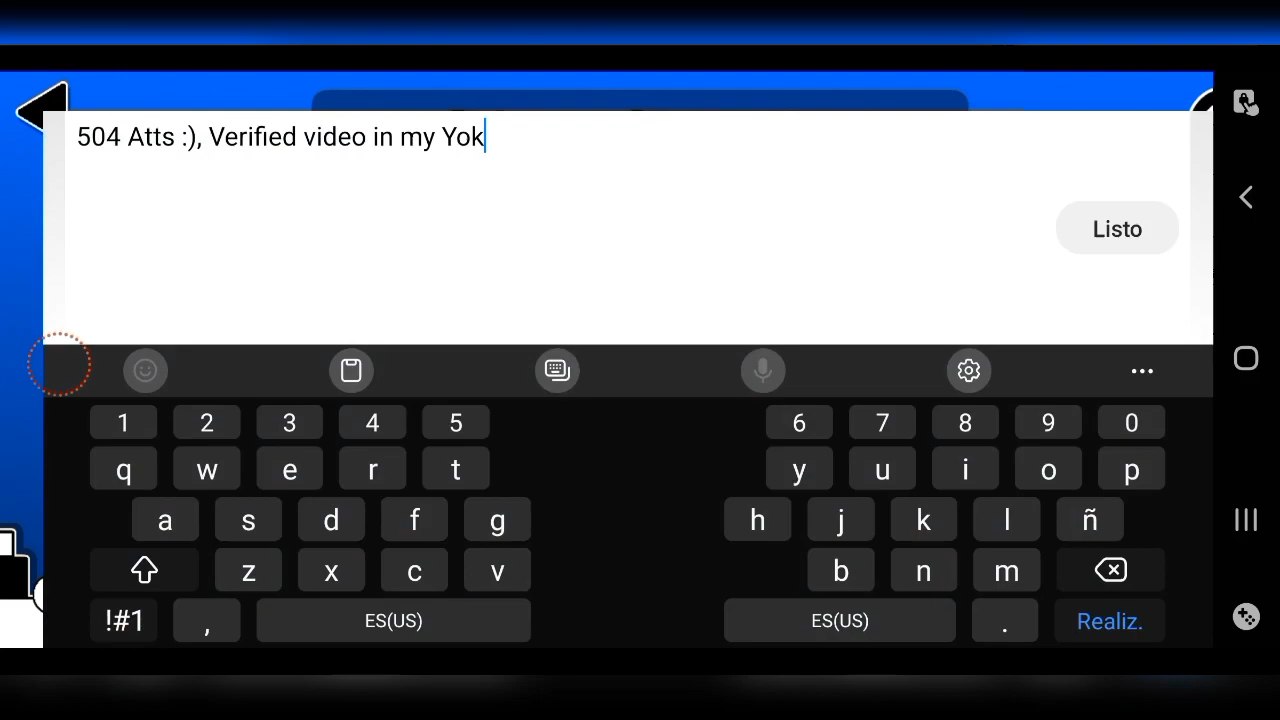 504 Atts :), Verified video in my Yok
Listo
1 2 3 4 5 6 7 8 9 0
q w e r t y u i o p
a s d f g h j k l ñ
z x c v b n m
!#1 , ES(US) ES(US) . Realiz.